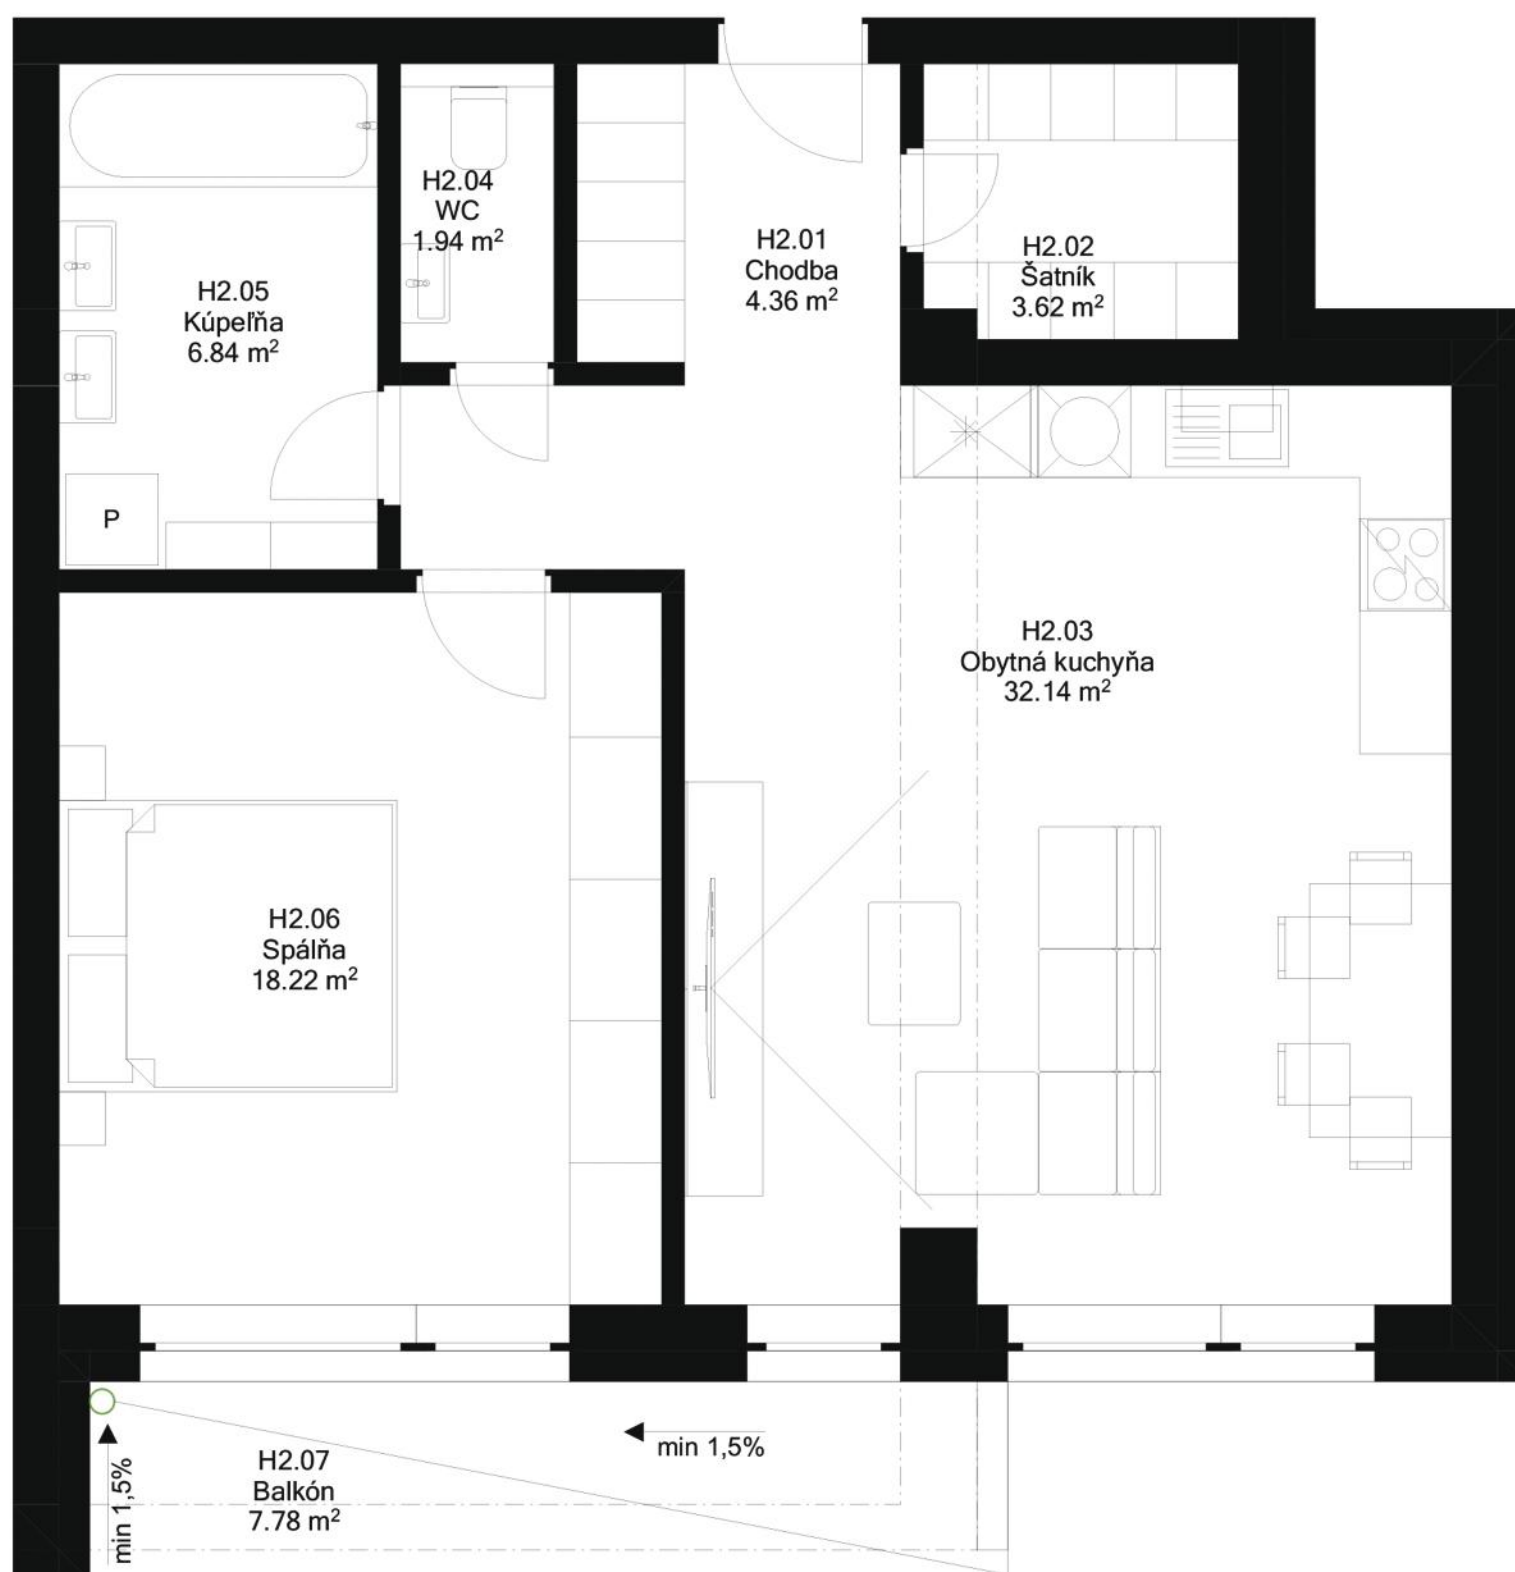 H2.04
WC
1.94 m²
H2.01
Chodba
4.36 m²
H2.02
Šatník
3.62 m²
H2.05
Kúpeľňa
6.84 m²
P
H2.03
Obytná kuchyňa
32.14 m²
H2.06
Spálňa
18.22 m²
min 1,5%
H2.07
Balkón
7.78 m²
min 1,5%